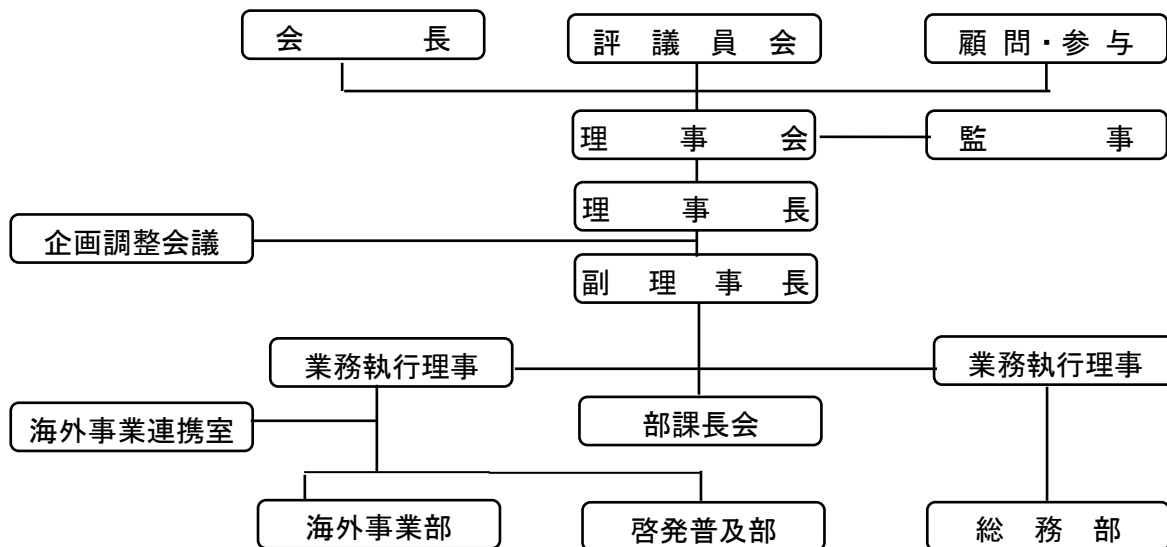 会長
評議員会
顧問・参与
理事会
監事
理事長
企画調整会議
副理事長
業務執行理事
業務執行理事
海外事業連携室
部課長会
海外事業部
啓発普及部
総務部